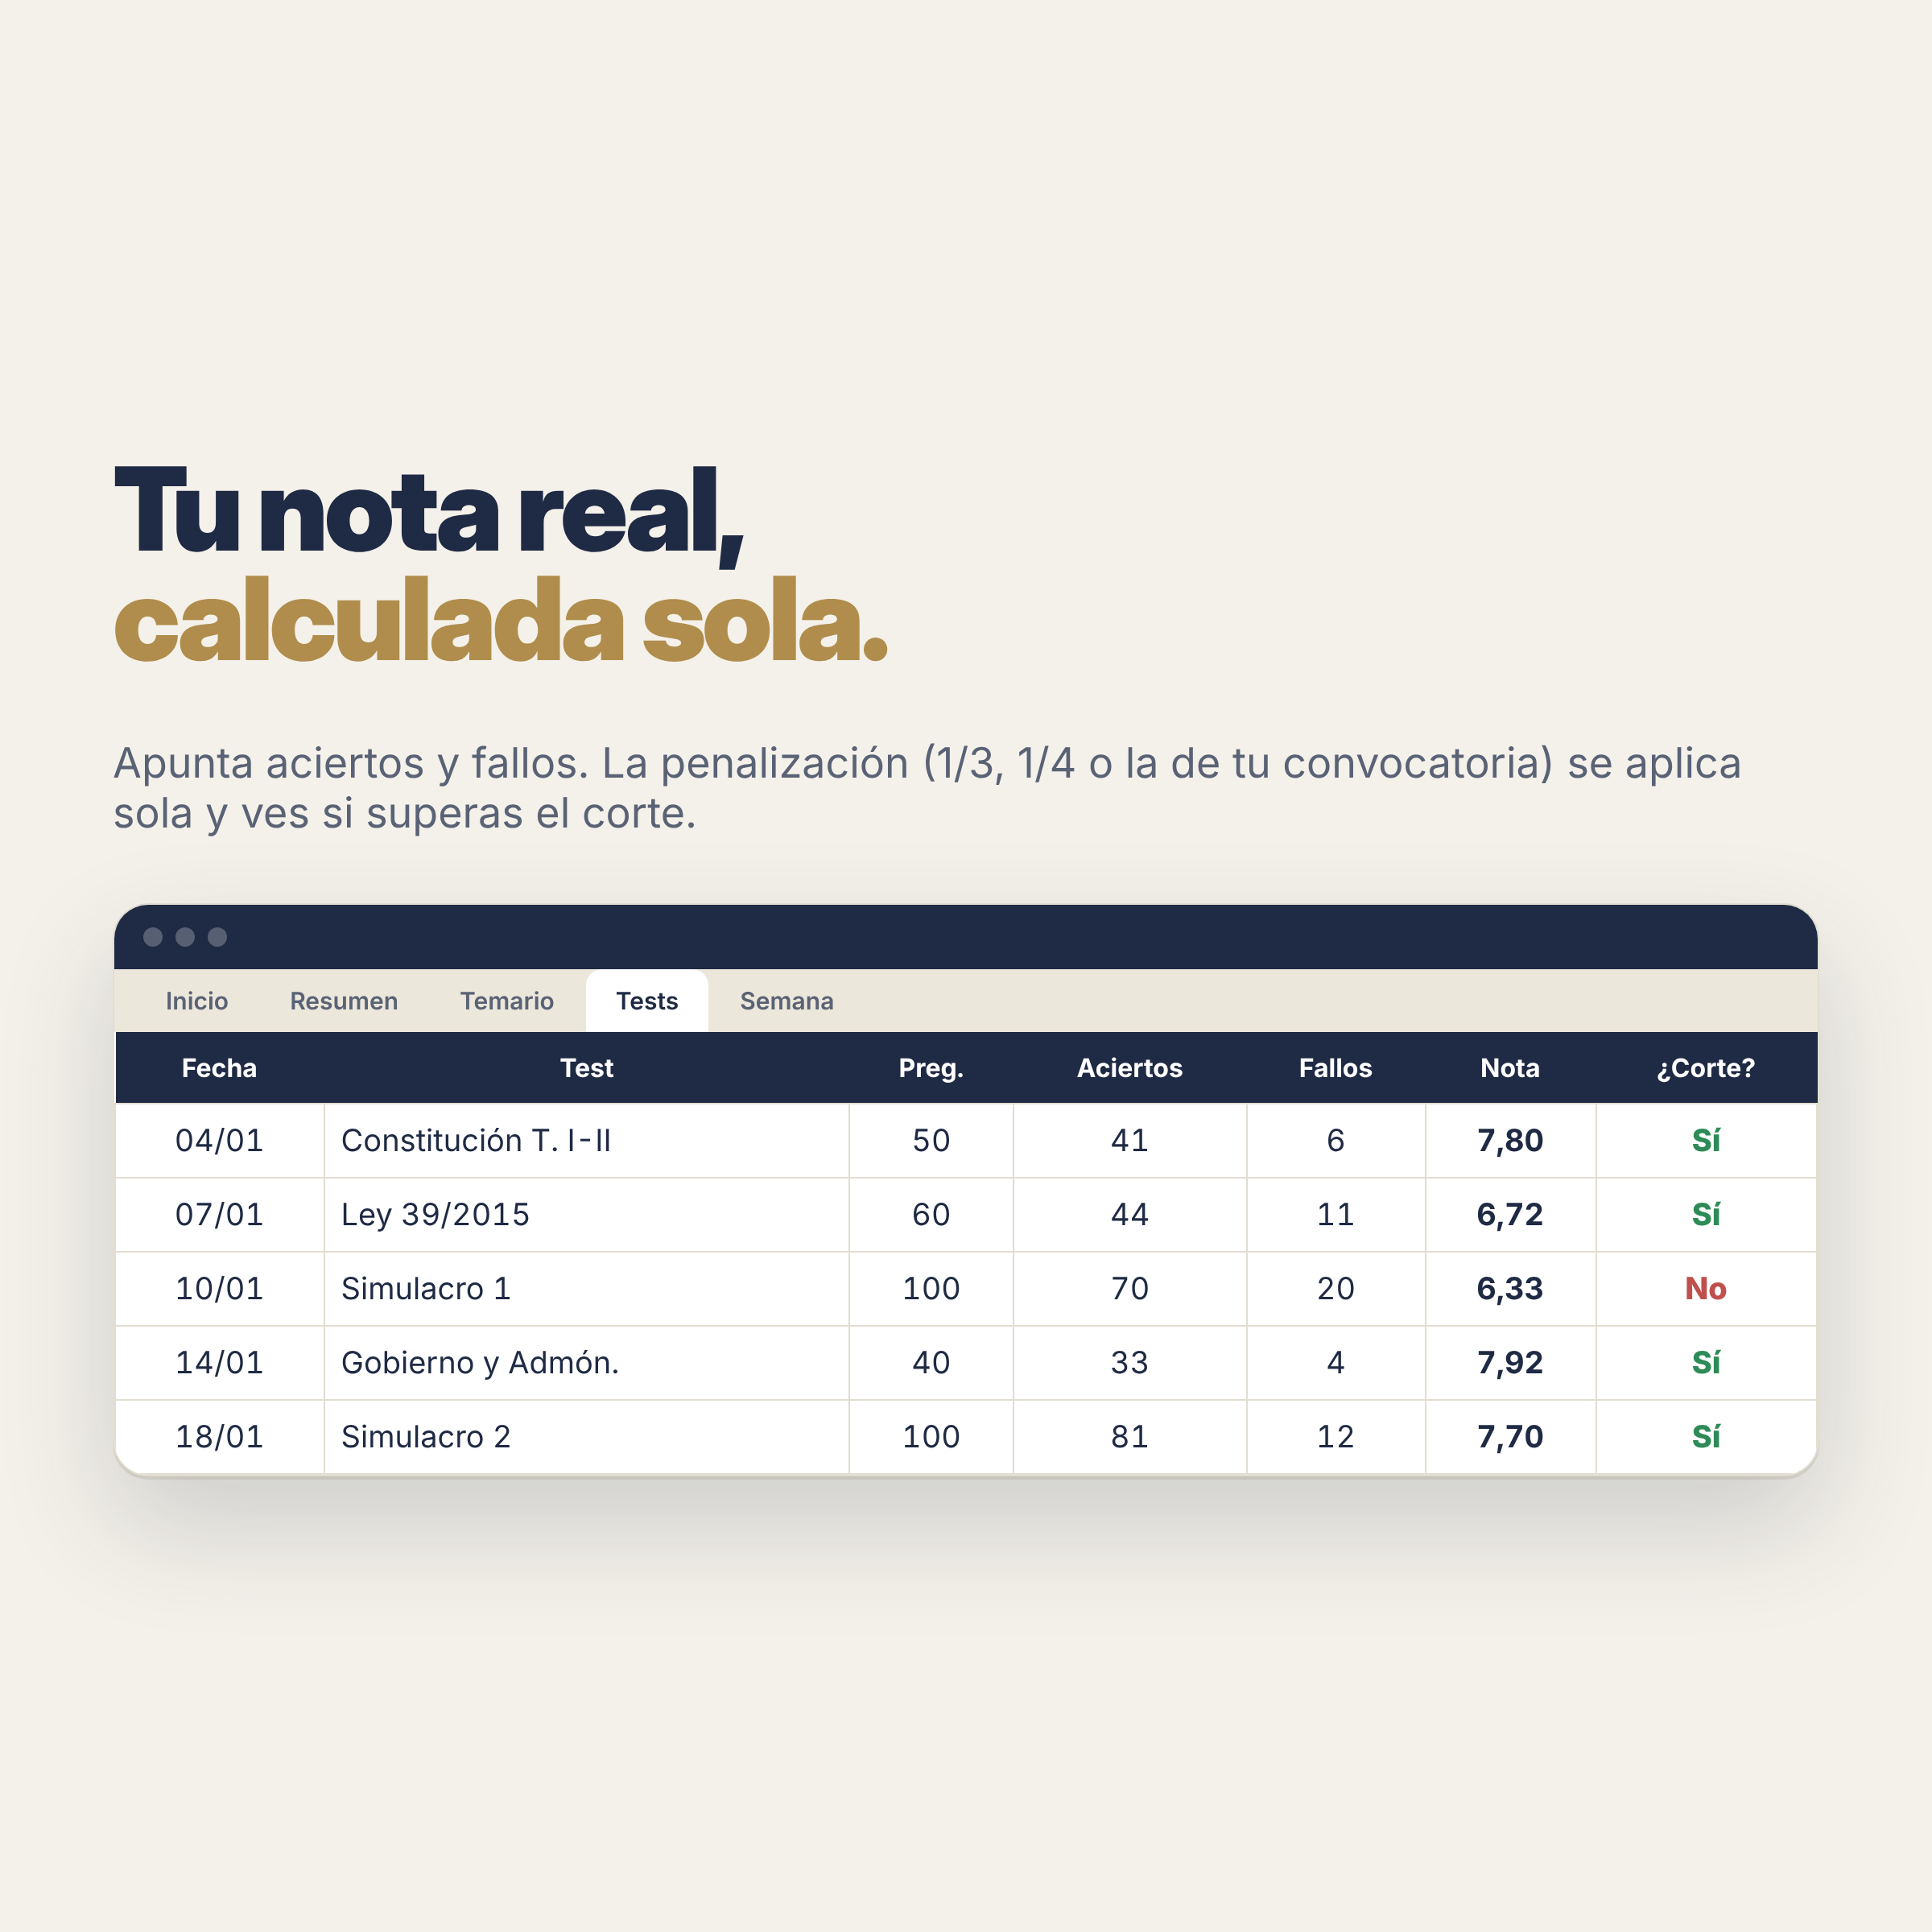 Tu nota real,
calculada sola.
Apunta aciertos y fallos. La penalización (1/3, 1/4 o la de tu convocatoria) se aplica
sola y ves si superas el corte.
Inicio Resumen Temario Tests Semana
Fecha Test Preg. Aciertos Fallos Nota ¿Corte?
04/01 Constitución T. I-II 50 41 6 7,80 Sí
07/01 Ley 39/2015 60 44 11 6,72 Sí
10/01 Simulacro 1 100 70 20 6,33 No
14/01 Gobierno y Admón. 40 33 4 7,92 Sí
18/01 Simulacro 2 100 81 12 7,70 Sí